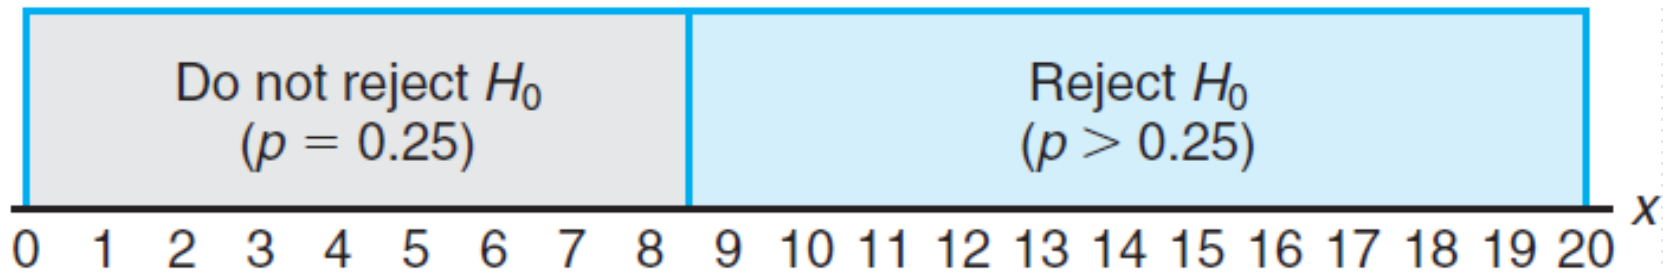 Do not reject H₀
(p = 0.25)
Reject H₀
(p > 0.25)
x
0 1 2 3 4 5 6 7 8 9 10 11 12 13 14 15 16 17 18 19 20